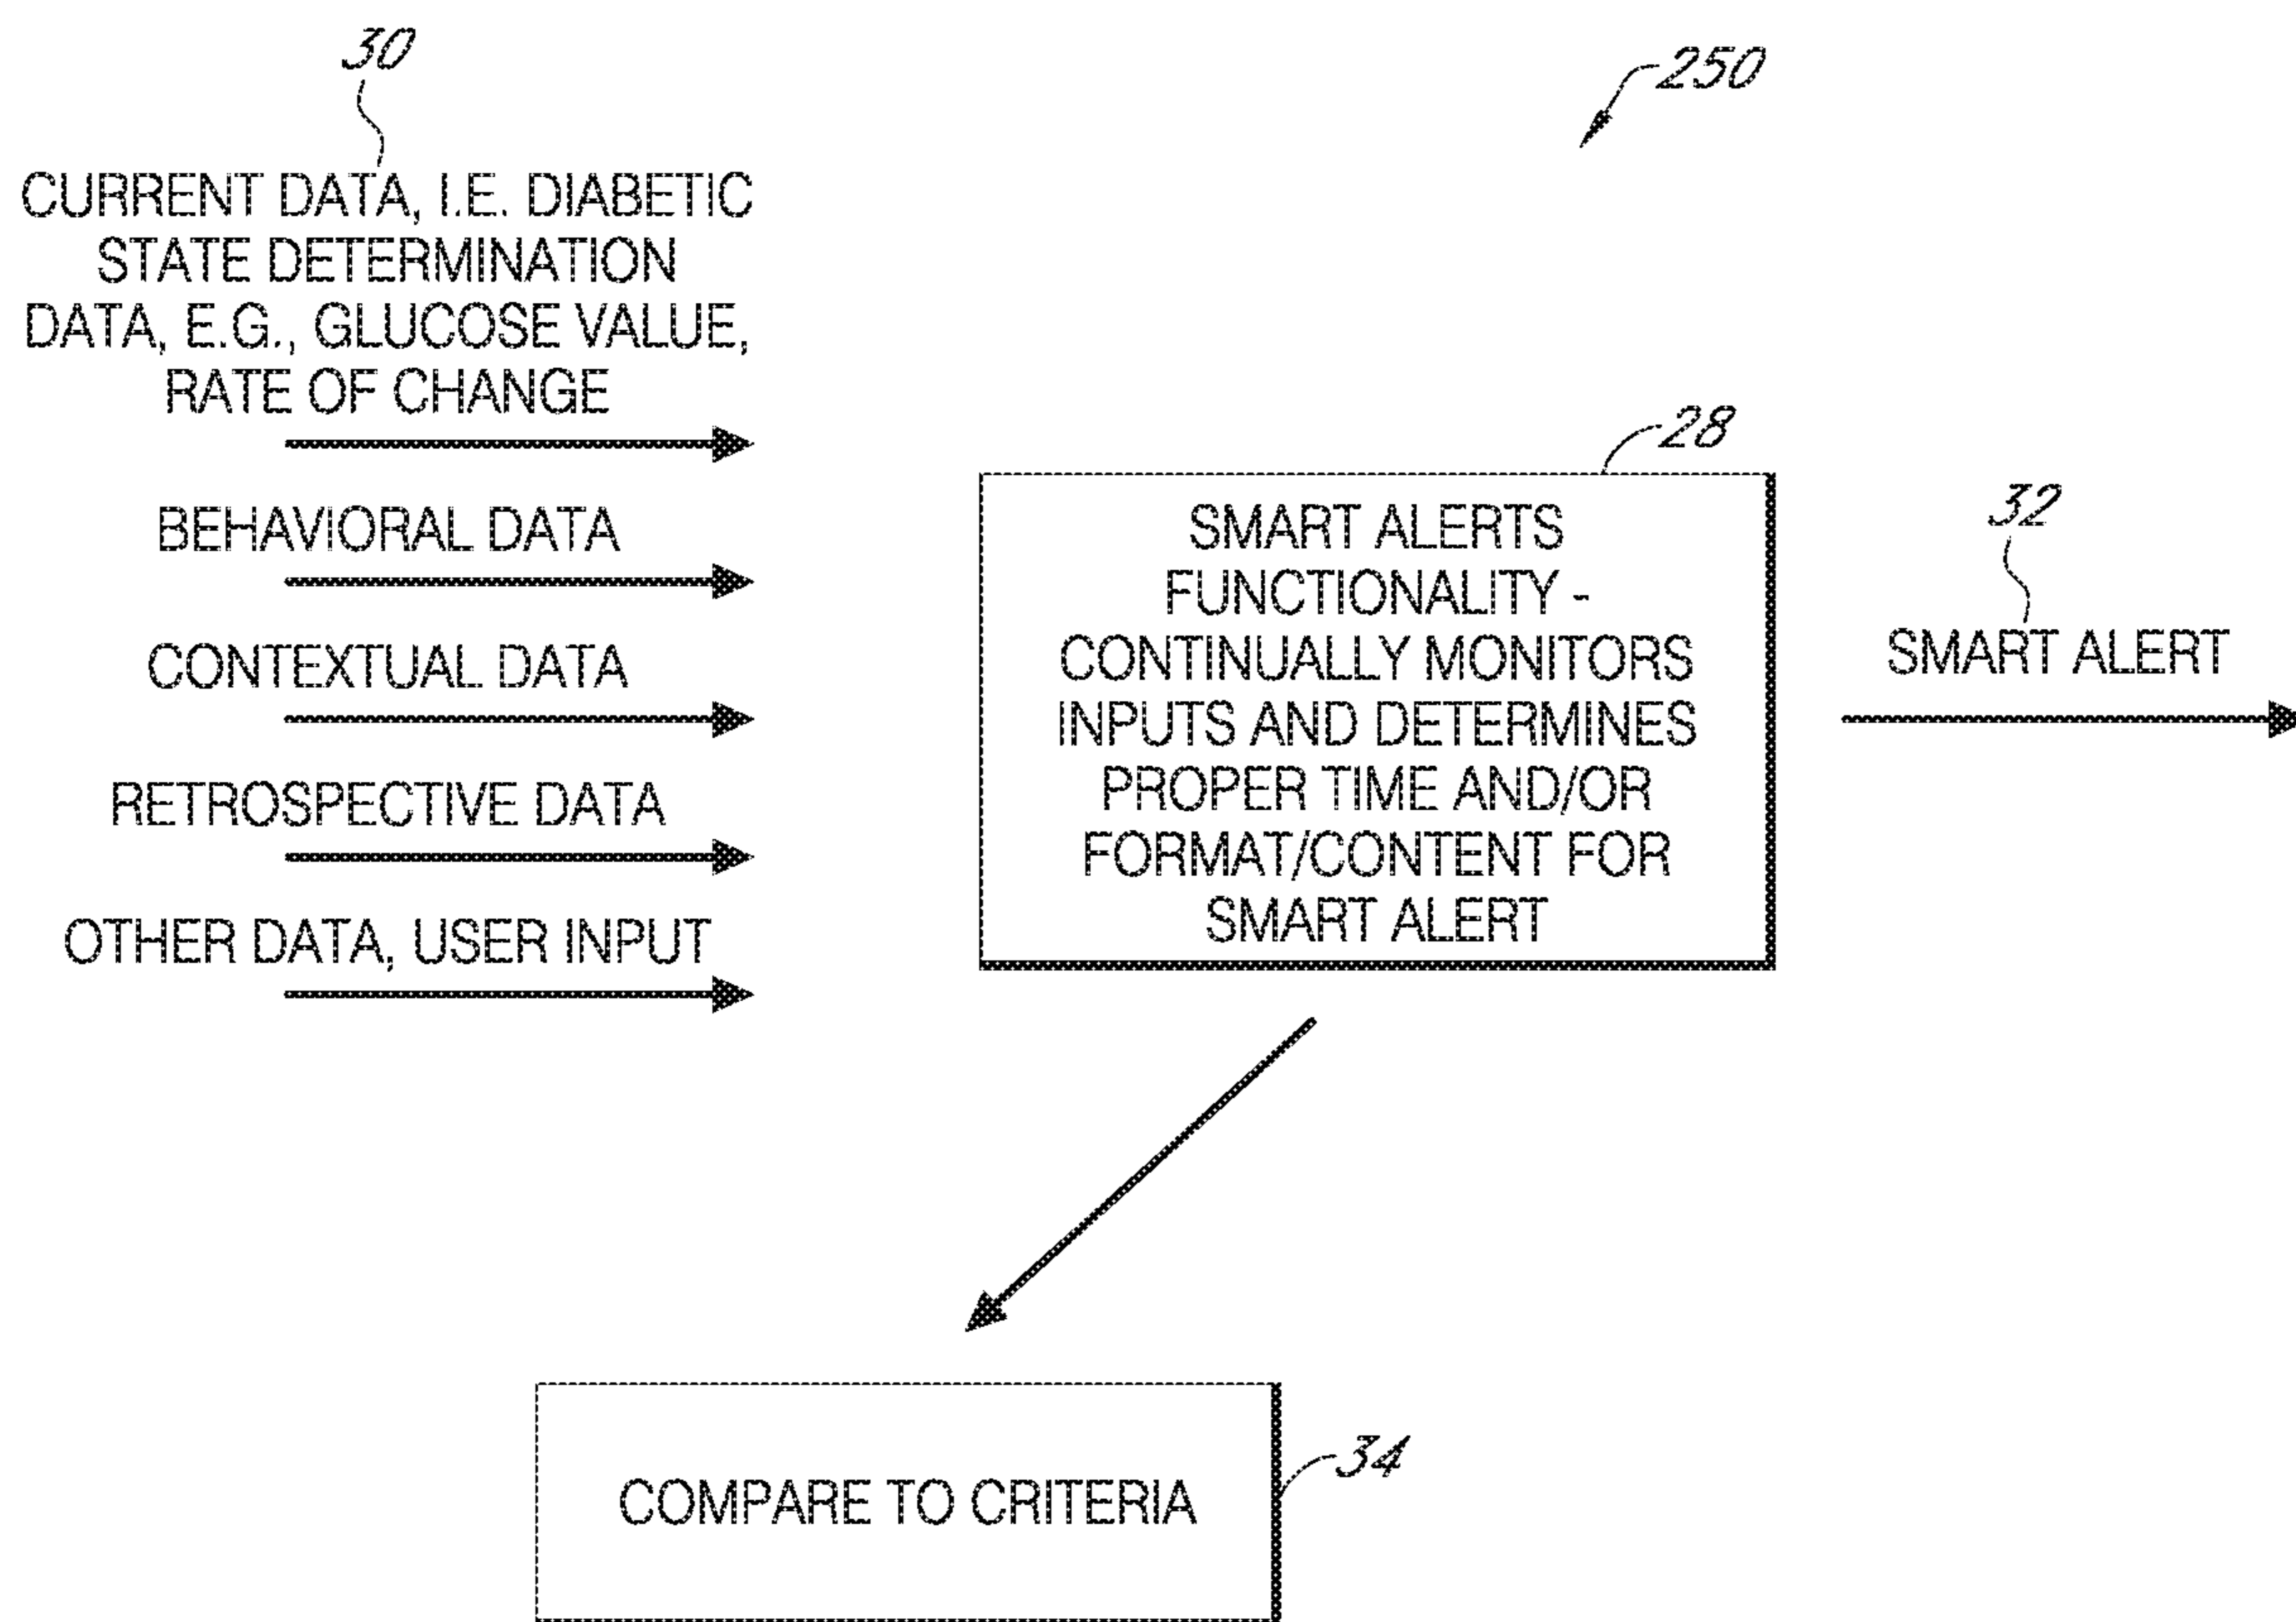 30
250
CURRENT DATA, I.E. DIABETIC
STATE DETERMINATION
DATA, E.G., GLUCOSE VALUE,
RATE OF CHANGE
BEHAVIORAL DATA
CONTEXTUAL DATA
RETROSPECTIVE DATA
OTHER DATA, USER INPUT
28
SMART ALERTS
FUNCTIONALITY -
CONTINUALLY MONITORS
INPUTS AND DETERMINES
PROPER TIME AND/OR
FORMAT/CONTENT FOR
SMART ALERT
32
SMART ALERT
COMPARE TO CRITERIA
34